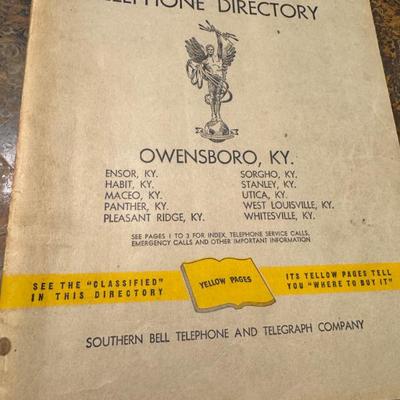 TELEPHONE DIRECTORY
OWENSBORO, KY.
ENSOR, KY. SORGHO, KY.
HABIT, KY. STANLEY, KY.
MACEO, KY. UTICA, KY.
PANTHER, KY. WEST LOUISVILLE, KY.
PLEASANT RIDGE, KY. WHITESVILLE, KY.
SEE PAGES 1 TO 3 FOR INDEX, TELEPHONE SERVICE CALLS,
EMERGENCY CALLS AND OTHER IMPORTANT INFORMATION
SEE THE "CLASSIFIED"
IN THIS DIRECTORY
YELLOW PAGES
ITS YELLOW PAGES TELL
YOU "WHERE TO BUY IT"
SOUTHERN BELL TELEPHONE AND TELEGRAPH COMPANY